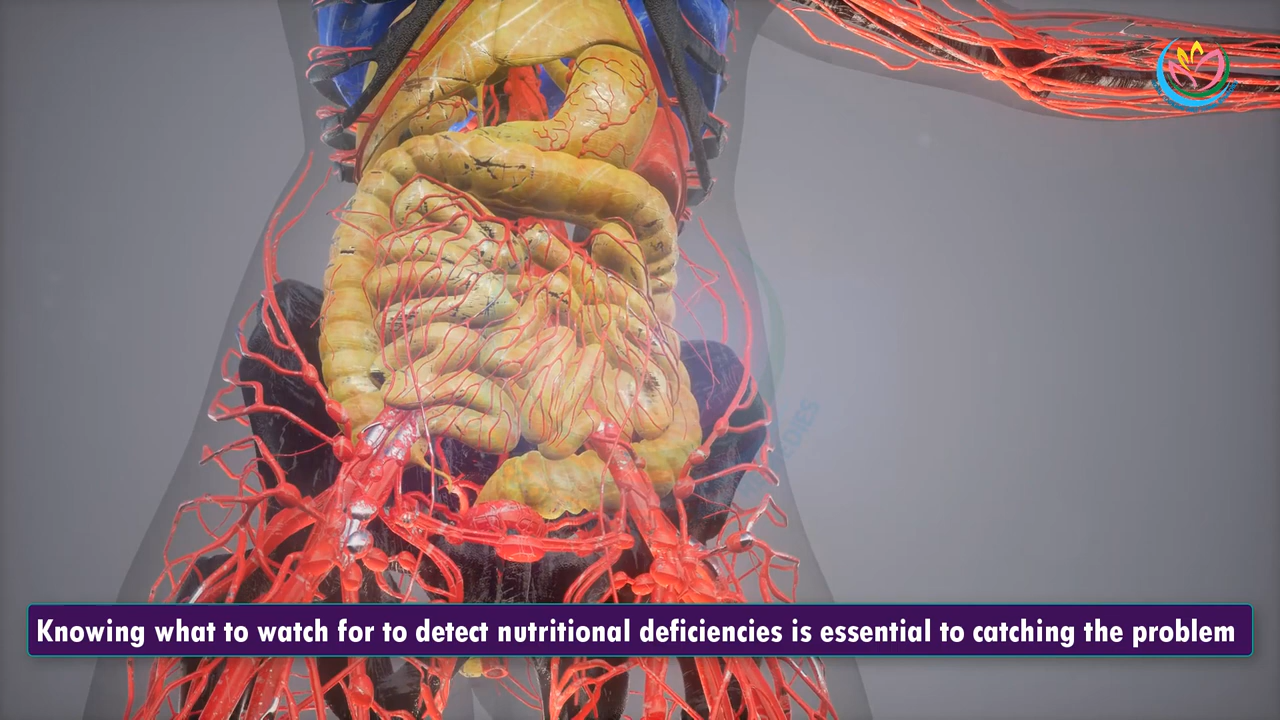 Knowing what to watch for to detect nutritional deficiencies is essential to catching the problem